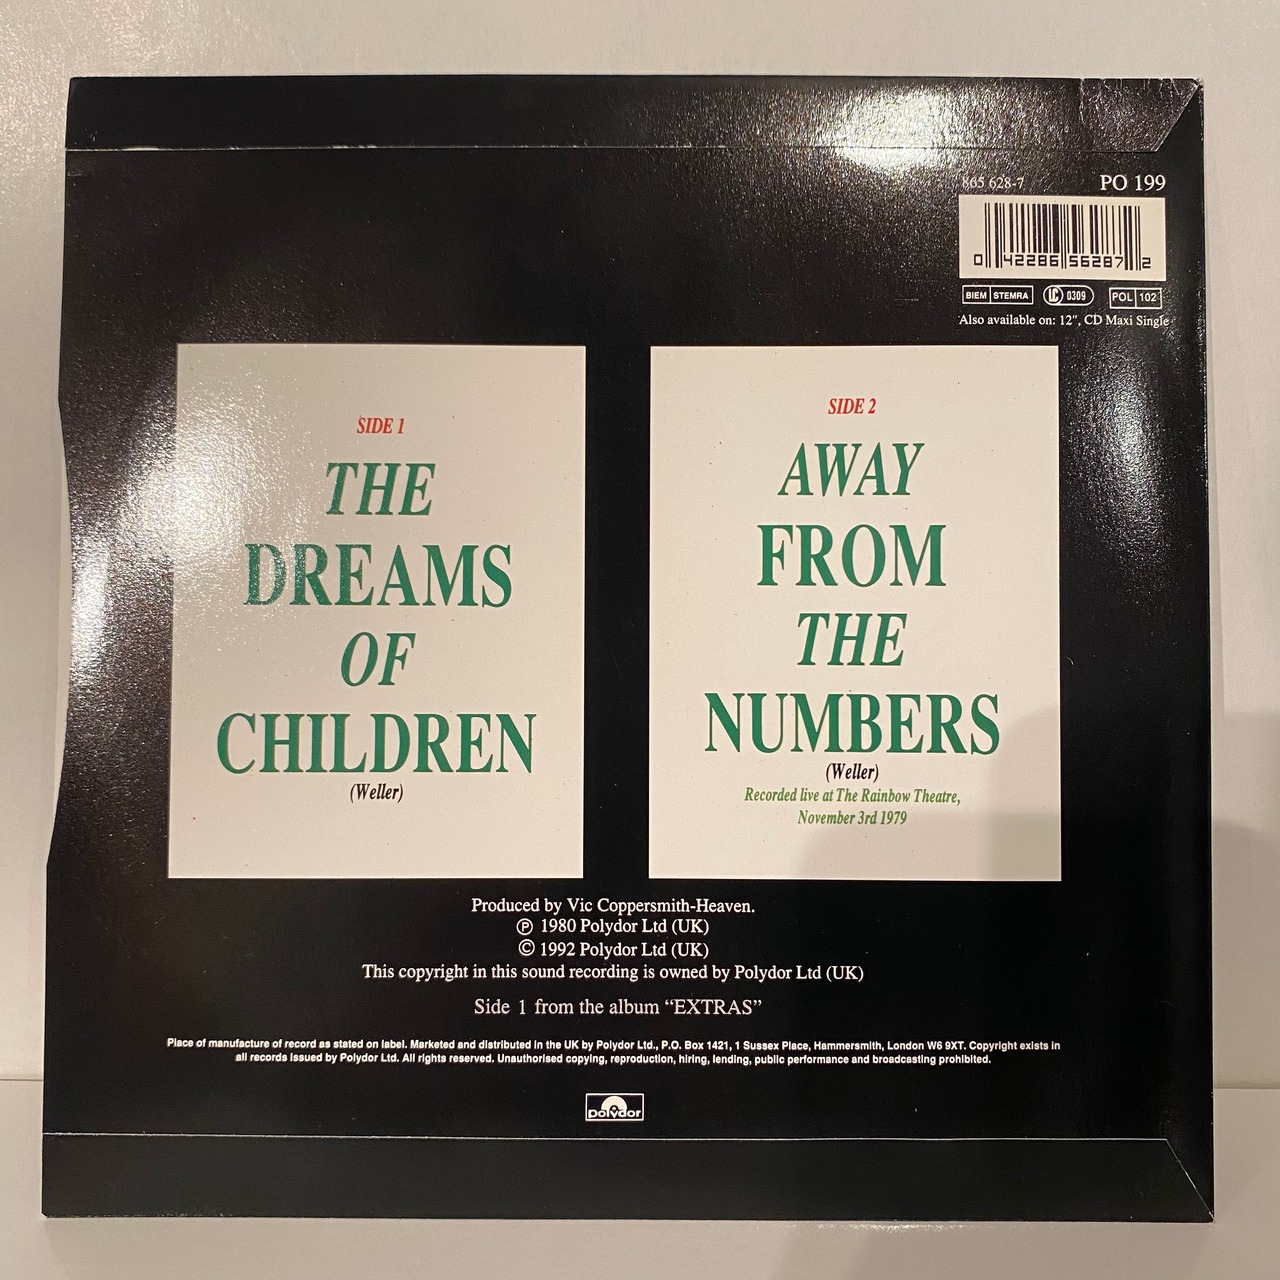 865 628-7 PO 199
0 42286 56287 2
BIEM STEMRA LC 0309 POL 102
Also available on: 12", CD Maxi Single
SIDE 1
THE
DREAMS
OF
CHILDREN
(Weller)
SIDE 2
AWAY
FROM
THE
NUMBERS
(Weller)
Recorded live at The Rainbow Theatre,
November 3rd 1979
Produced by Vic Coppersmith-Heaven.
℗ 1980 Polydor Ltd (UK)
© 1992 Polydor Ltd (UK)
This copyright in this sound recording is owned by Polydor Ltd (UK)
Side 1 from the album “EXTRAS”
Place of manufacture of record as stated on label. Marketed and distributed in the UK by Polydor Ltd., P.O. Box 1421, 1 Sussex Place, Hammersmith, London W6 9XT. Copyright exists in
all records issued by Polydor Ltd. All rights reserved. Unauthorised copying, reproduction, hiring, lending, public performance and broadcasting prohibited.
polydor